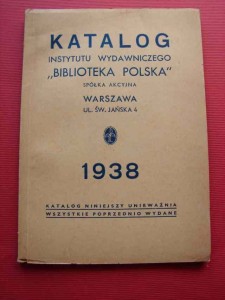 KATALOG
INSTYTUTU WYDAWNICZEGO
„BIBLIOTEKA POLSKA"
SPÓŁKA AKCYJNA
WARSZAWA
UL. ŚW. JAŃSKA 4
1938
KATALOG NINIEJSZY UNIEWAŻNIA
WSZYSTKIE POPRZEDNIO WYDANE